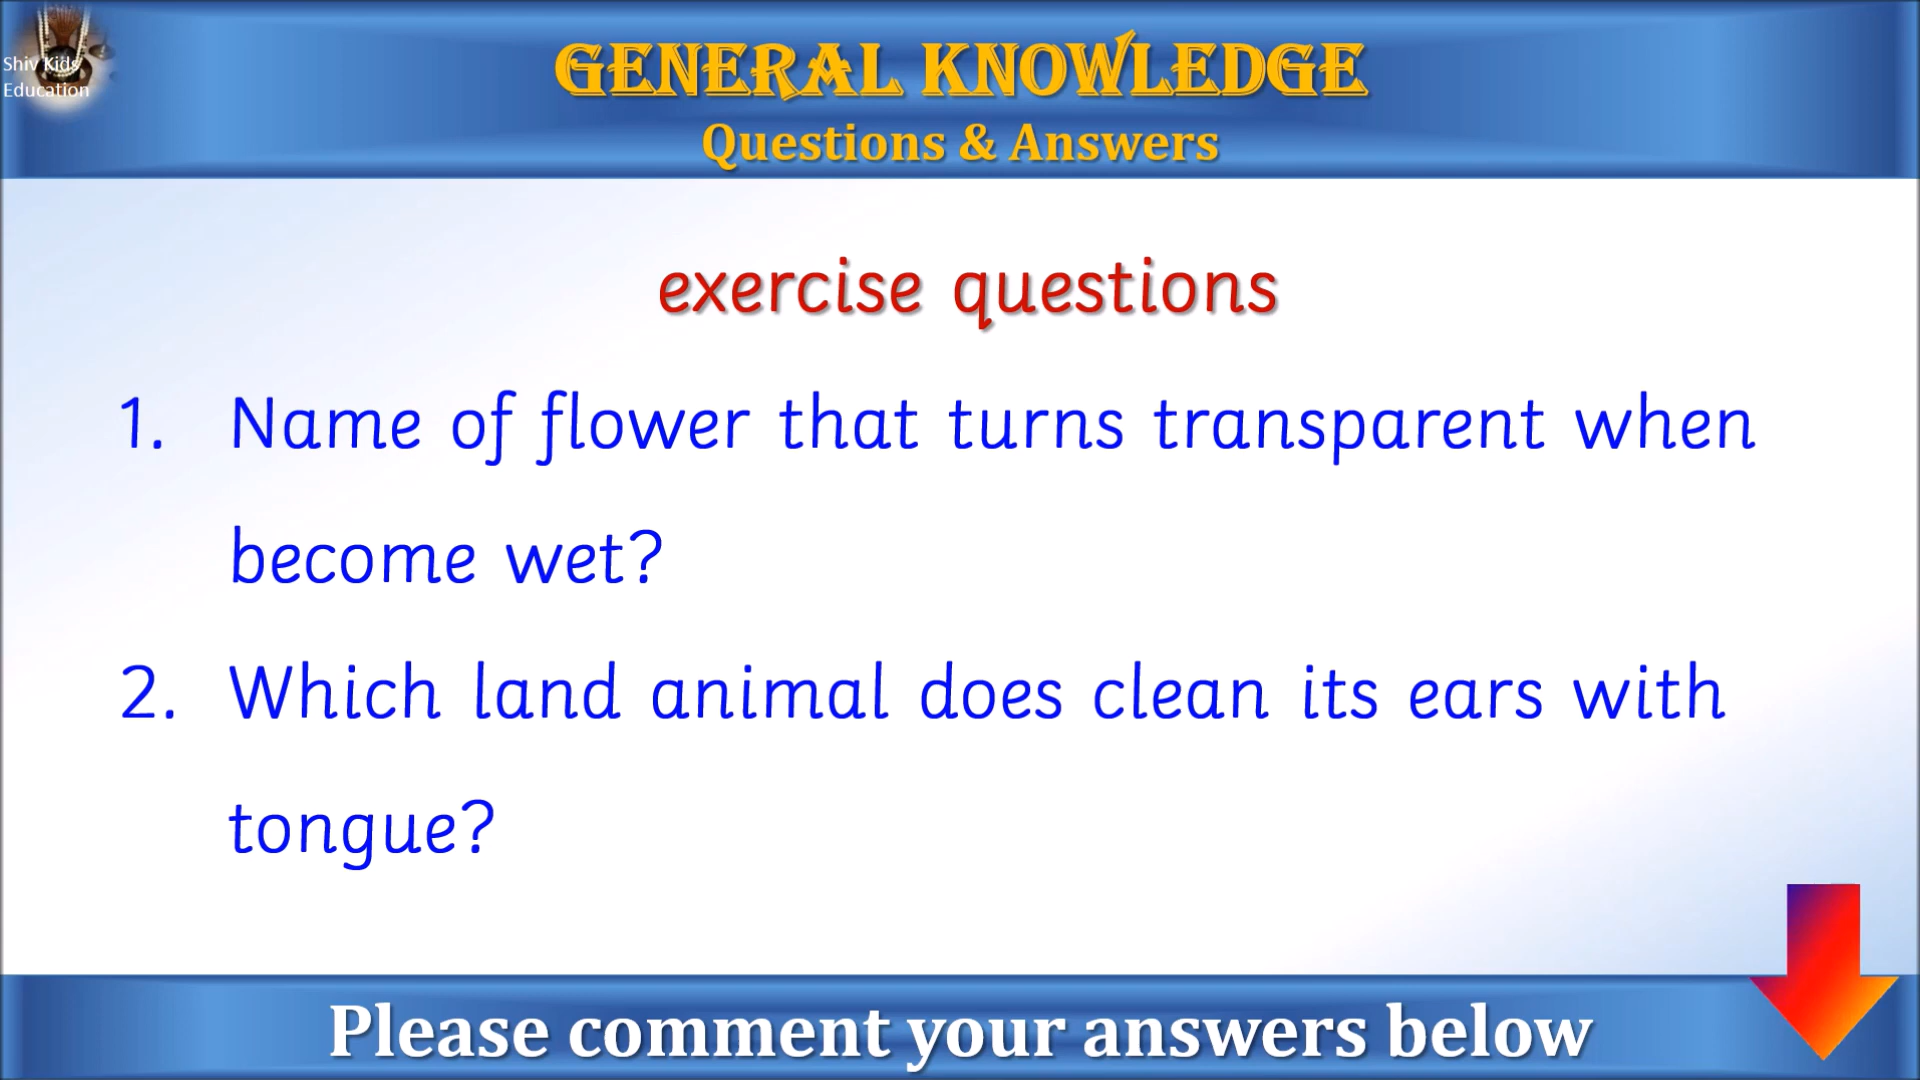 Shiv Kids
Education
GENERAL KNOWLEDGE
Questions & Answers
exercise questions
1. Name of flower that turns transparent when
become wet?
2. Which land animal does clean its ears with
tongue?
Please comment your answers below